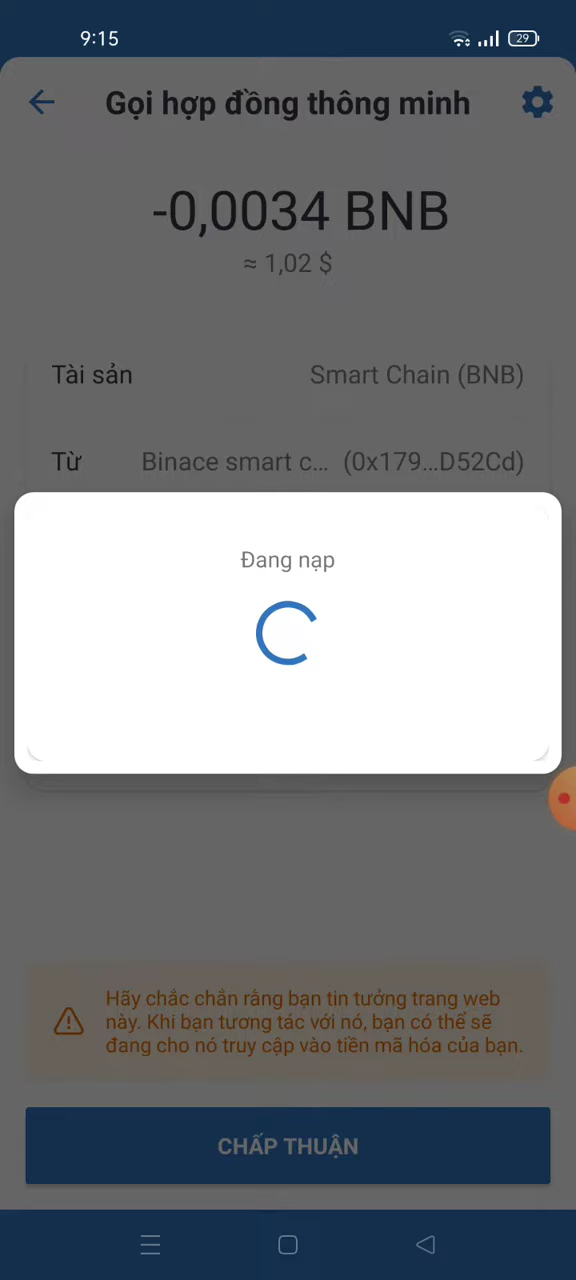 9:15
29
Gọi hợp đồng thông minh
-0,0034 BNB
≈ 1,02 $
Tài sản Smart Chain (BNB)
Từ Binace smart c... (0x179...D52Cd)
Đang nạp
Hãy chắc chắn rằng bạn tin tưởng trang web
này. Khi bạn tương tác với nó, bạn có thể sẽ
đang cho nó truy cập vào tiền mã hóa của bạn.
CHẤP THUẬN